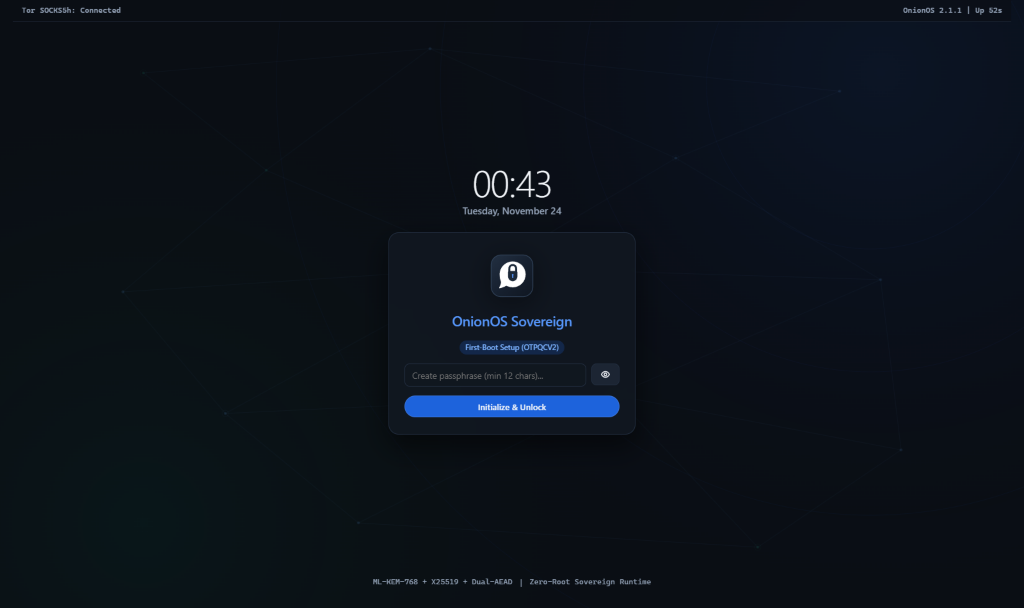 Tor SOCKS5h: Connected
OnionOS 2.1.1 | Up 52s
00:43
Tuesday, November 24
OnionOS Sovereign
First-Boot Setup (OTPQCV2)
Create passphrase (min 12 chars)...
Initialize & Unlock
ML-KEM-768 + X25519 + Dual-AEAD | Zero-Root Sovereign Runtime